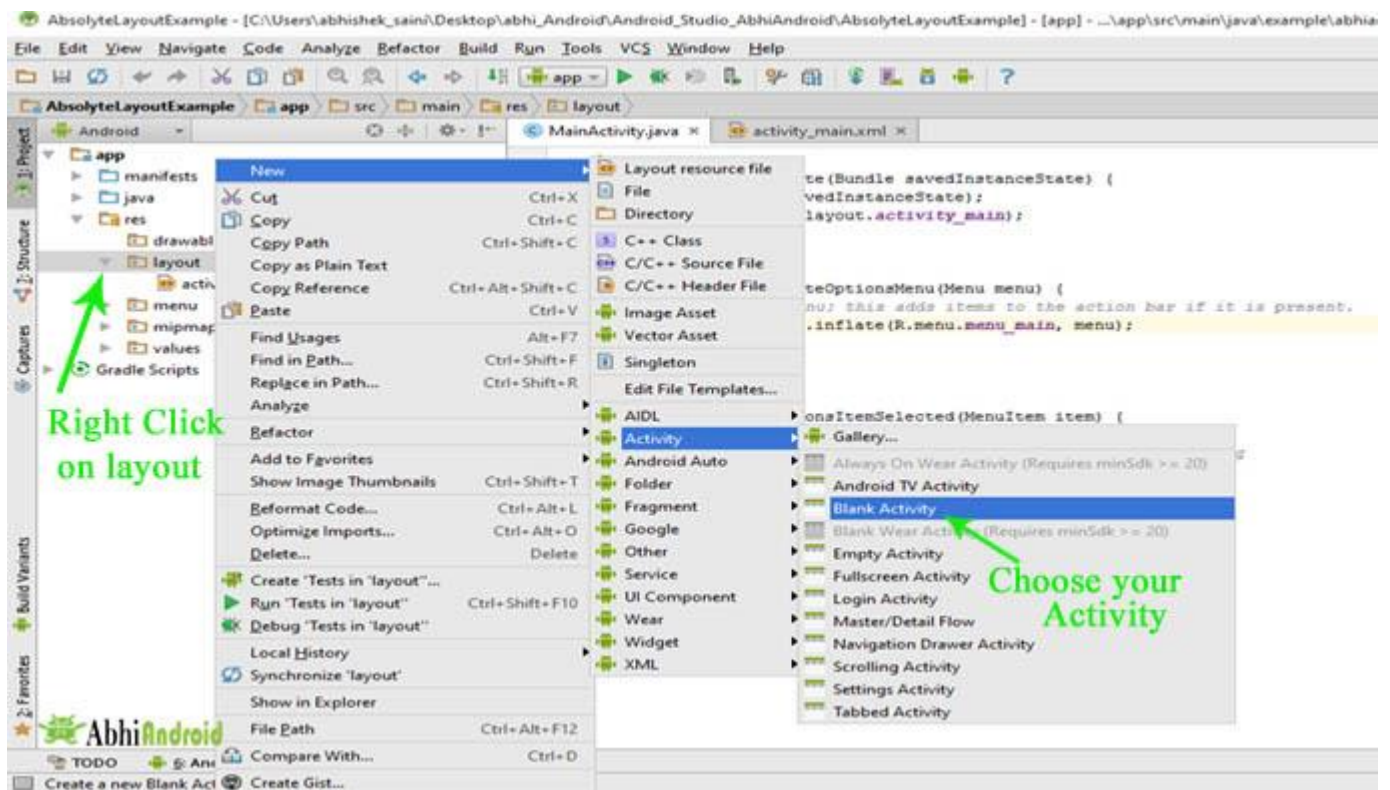 AbsolyteLayoutExample - [C:\Users\abhishek_saini\Desktop\abhi_Android\Android_Studio_AbhiAndroid\AbsolyteLayoutExample] - [app] - ...\app\src\main\java\example\abhia
File Edit View Navigate Code Analyze Refactor Build Run Tools VCS Window Help
app
AbsolyteLayoutExample app src main res layout
Android
MainActivity.java × activity_main.xml ×
1: Project
2: Structure
Captures
Build Variants
2: Favorites
app
manifests
java
res
drawabl
layout
activ
menu
mipmap
values
Gradle Scripts
Right Click
on layout
AbhiAndroid
New
Cut Ctrl+X
Copy Ctrl+C
Copy Path Ctrl+Shift+C
Copy as Plain Text
Copy Reference Ctrl+Alt+Shift+C
Paste Ctrl+V
Find Usages Alt+F7
Find in Path... Ctrl+Shift+F
Replace in Path... Ctrl+Shift+R
Analyze
Refactor
Add to Favorites
Show Image Thumbnails Ctrl+Shift+T
Reformat Code... Ctrl+Alt+L
Optimize Imports... Ctrl+Alt+O
Delete... Delete
Create 'Tests in 'layout''...
Run 'Tests in 'layout'' Ctrl+Shift+F10
Debug 'Tests in 'layout''
Local History
Synchronize 'layout'
Show in Explorer
File Path Ctrl+Alt+F12
Compare With... Ctrl+D
Create Gist...
Layout resource file
File
Directory
C++ Class
C/C++ Source File
C/C++ Header File
Image Asset
Vector Asset
Singleton
Edit File Templates...
AIDL
Activity
Android Auto
Folder
Fragment
Google
Other
Service
UI Component
Wear
Widget
XML
te(Bundle savedInstanceState) {
vedInstanceState);
layout.activity_main);
teOptionsMenu(Menu menu) {
nu; this adds items to the action bar if it is present.
.inflate(R.menu.menu_main, menu);
onsItemSelected(MenuItem item) {
Gallery...
Always On Wear Activity (Requires minSdk >= 20)
Android TV Activity
Blank Activity
Blank Wear Acti (Requires minSdk >= 20)
Empty Activity
Fullscreen Activity
Login Activity
Master/Detail Flow
Navigation Drawer Activity
Scrolling Activity
Settings Activity
Tabbed Activity
Choose your
Activity
TODO 6: An
Create a new Blank Act